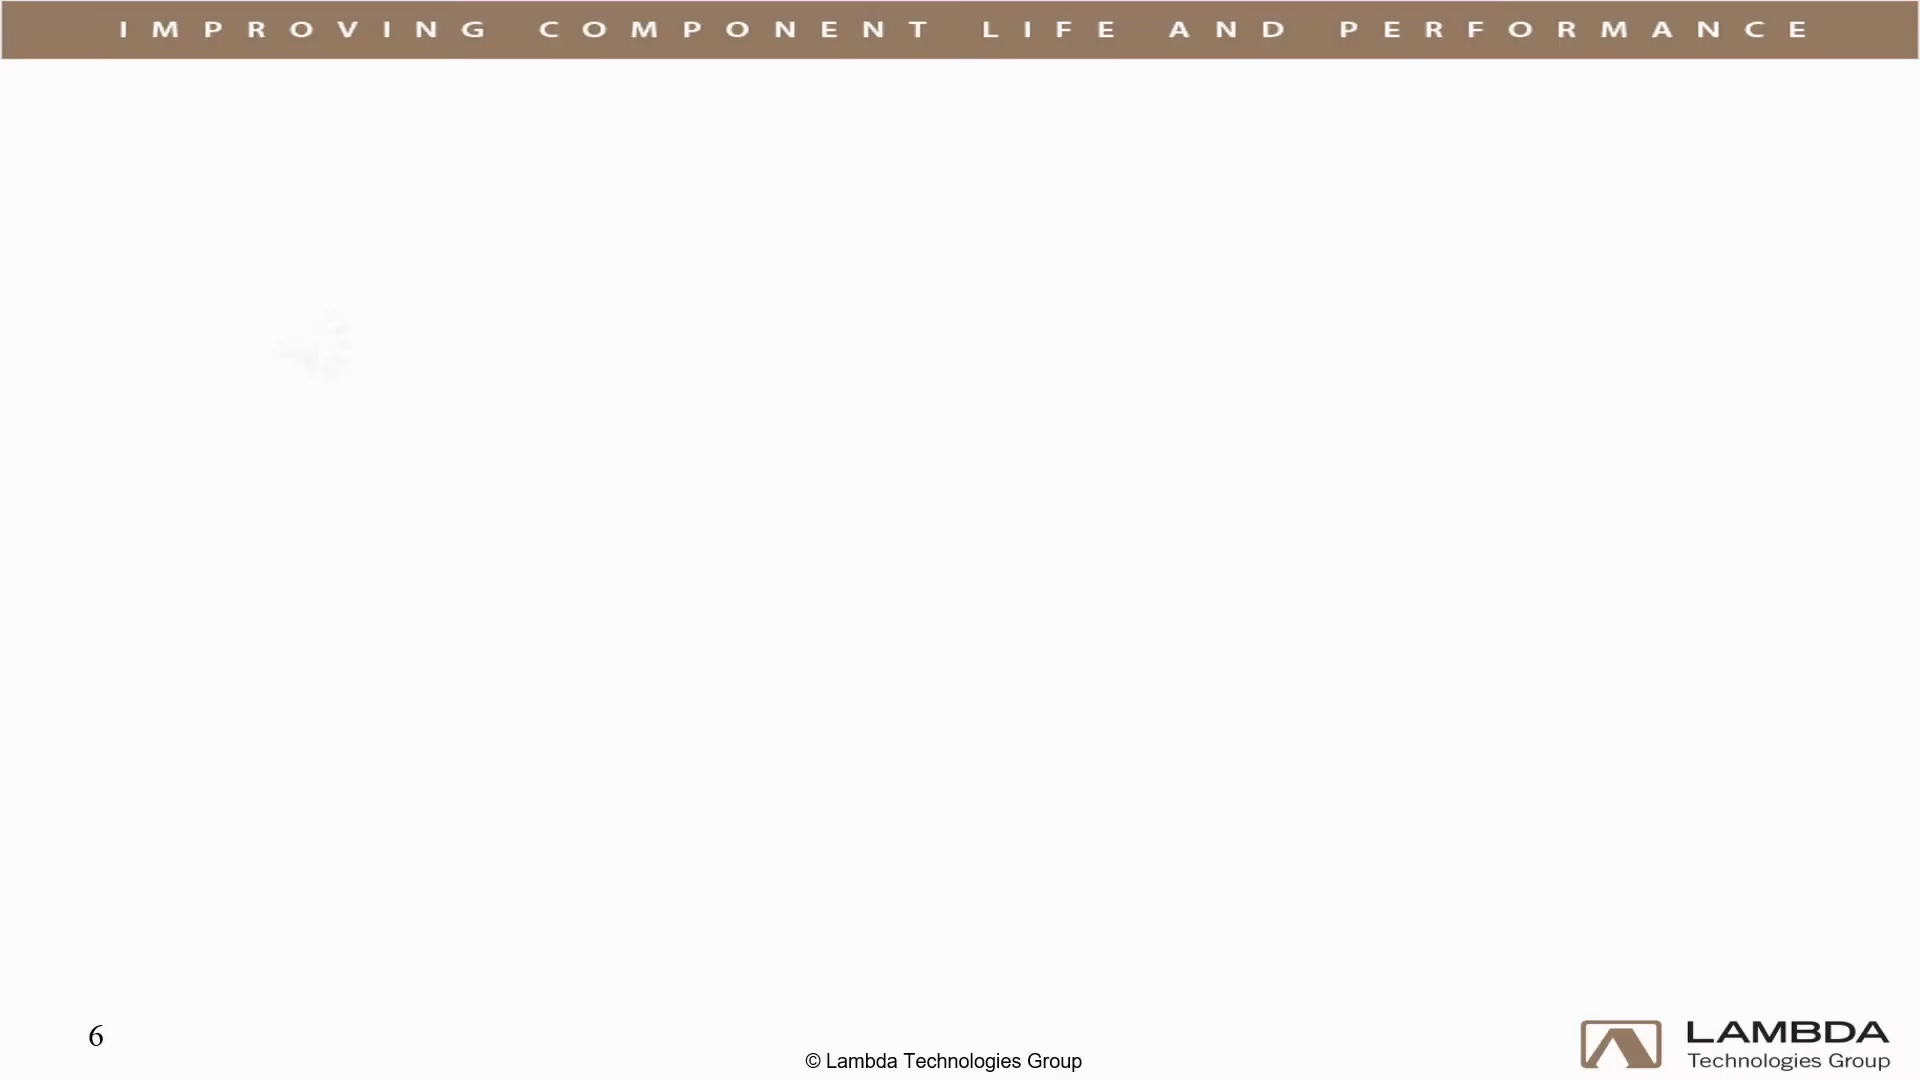 IMPROVING COMPONENT LIFE AND PERFORMANCE
6
© Lambda Technologies Group
LAMBDA
Technologies Group